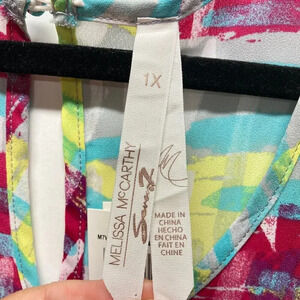 1X
MELISSA McCARTHY
Seven7
MADE IN
CHINA
HECHO
EN CHINA
FAIT EN
CHINE